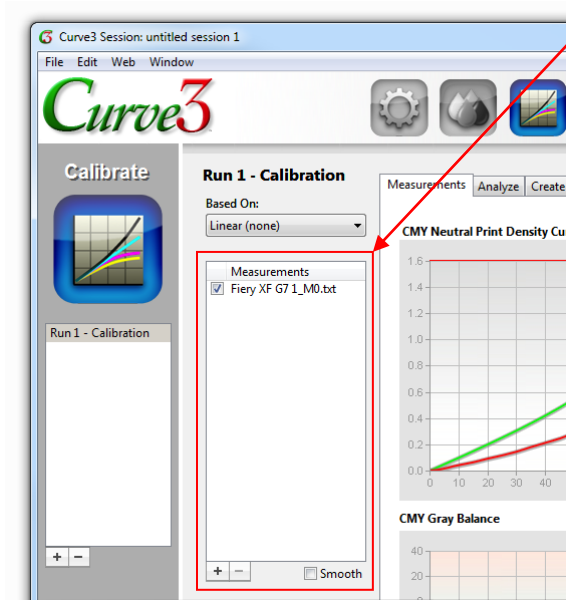 Curve3 Session: untitled session 1
File Edit Web Window
Curve3
Calibrate
Run 1 - Calibration
+ −
Run 1 - Calibration
Based On:
Linear (none)
Measurements
Fiery XF G7 1_M0.txt
+ −
Smooth
Measurements Analyze Create
CMY Neutral Print Density Cu
1.6
1.4
1.2
1.0
0.8
0.6
0.4
0.2
0.0
0 10 20 30 40
CMY Gray Balance
40
20